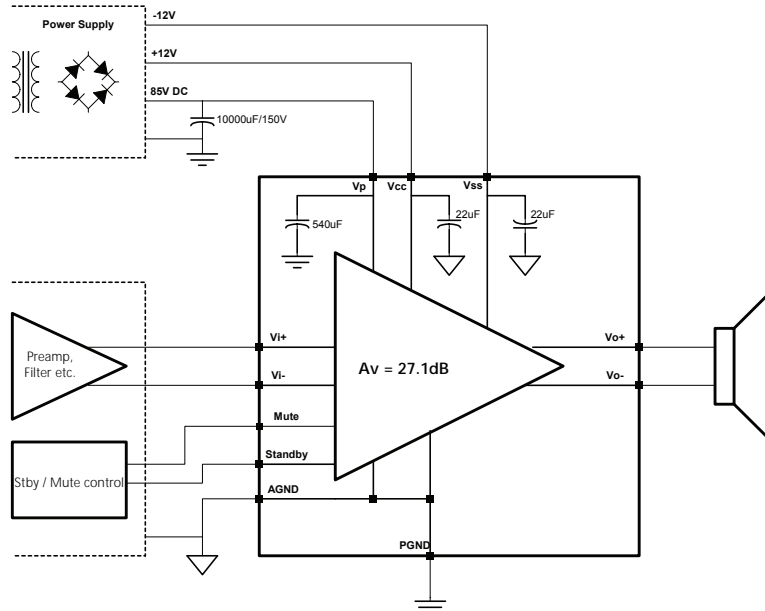 -12V
Power Supply
+12V
85V DC
10000uF/150V
Vp
Vcc
Vss
540uF
22uF
22uF
Vi+
Vo+
Preamp,
Filter etc.
Av = 27.1dB
Vi-
Vo-
Mute
Standby
Stby / Mute control
AGND
PGND